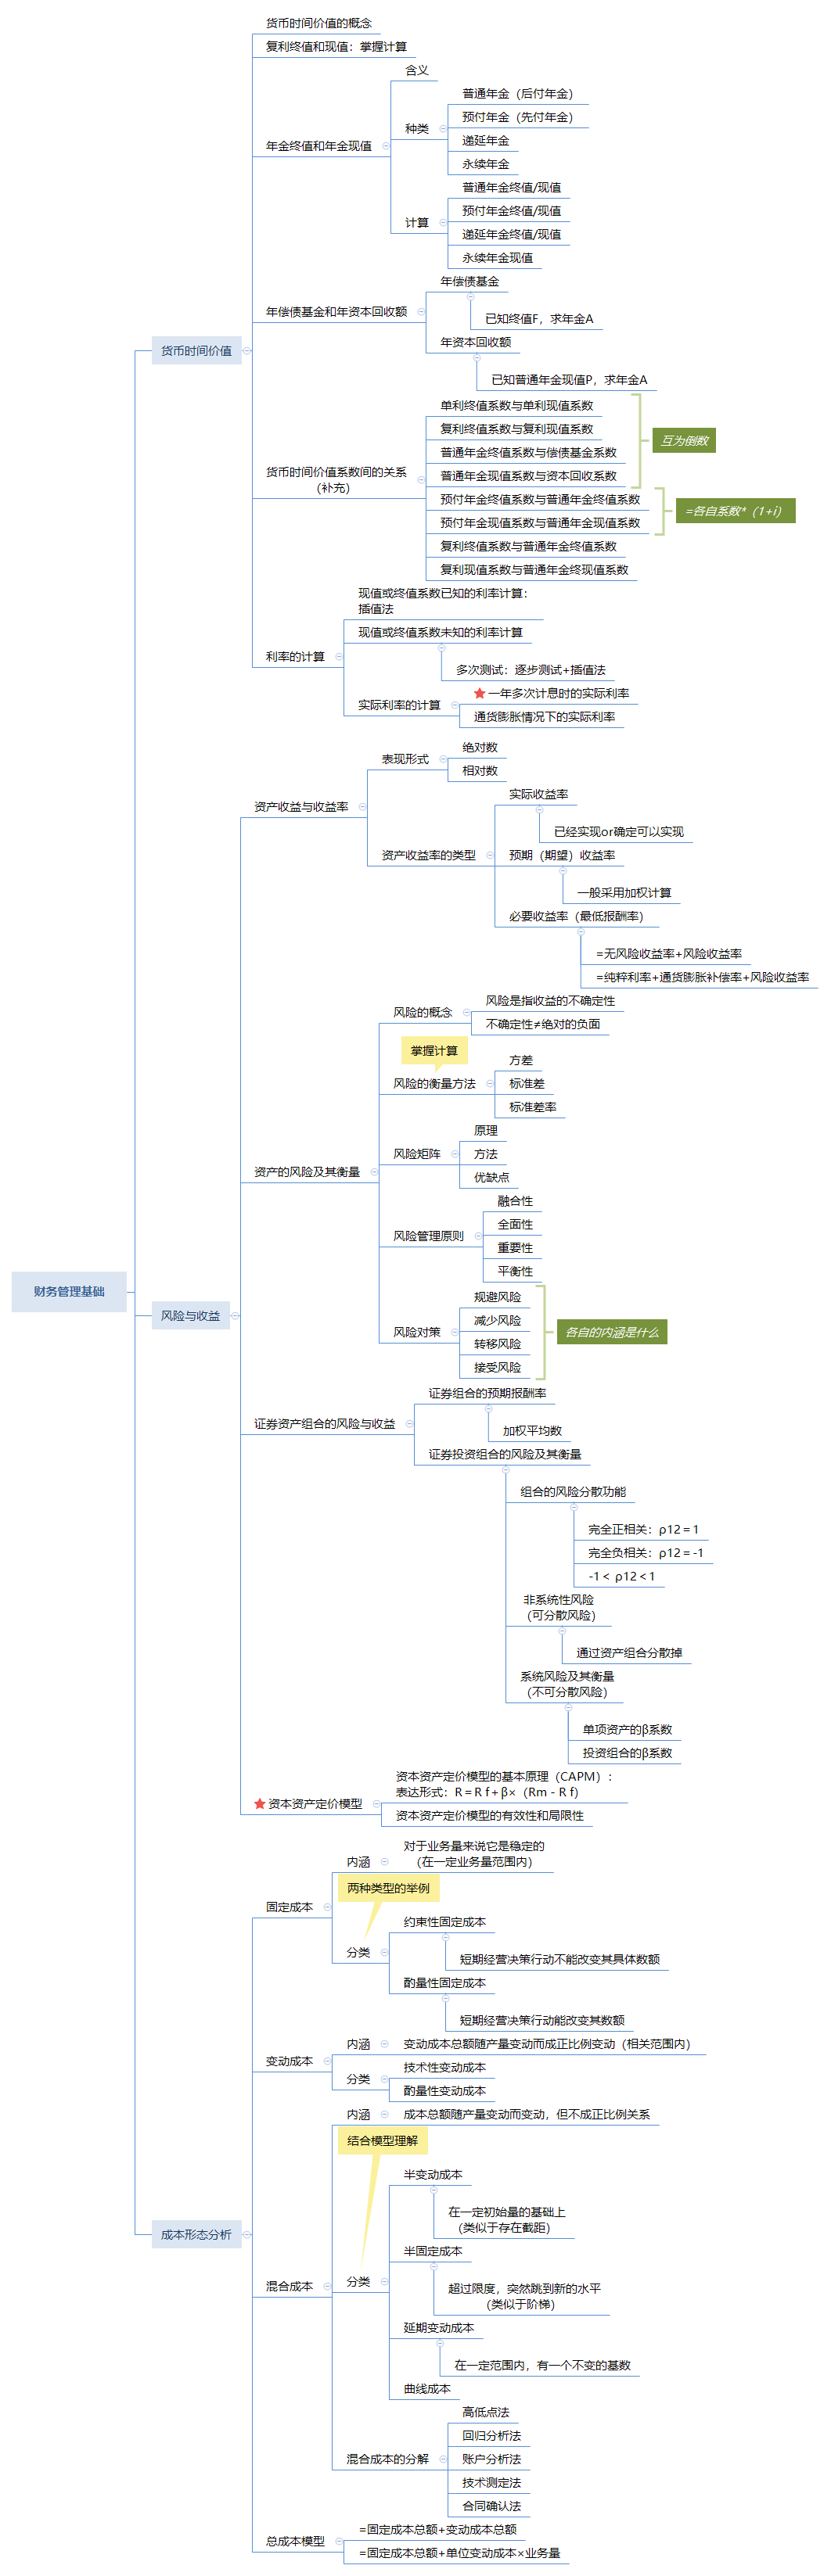 财务管理基础
货币时间价值
货币时间价值的概念
复利终值和现值：掌握计算
年金终值和年金现值
含义
种类
普通年金（后付年金）
预付年金（先付年金）
递延年金
永续年金
计算
普通年金终值/现值
预付年金终值/现值
递延年金终值/现值
永续年金现值
年偿债基金和年资本回收额
年偿债基金
已知终值F，求年金A
年资本回收额
已知普通年金现值P，求年金A
货币时间价值系数间的关系
（补充）
单利终值系数与单利现值系数
复利终值系数与复利现值系数
普通年金终值系数与偿债基金系数
普通年金现值系数与资本回收系数
互为倒数
预付年金终值系数与普通年金终值系数
预付年金现值系数与普通年金现值系数
=各自系数*（1+i）
复利终值系数与普通年金终值系数
复利现值系数与普通年金终现值系数
利率的计算
现值或终值系数已知的利率计算：
插值法
现值或终值系数未知的利率计算
多次测试：逐步测试+插值法
实际利率的计算
一年多次计息时的实际利率
通货膨胀情况下的实际利率
风险与收益
资产收益与收益率
表现形式
绝对数
相对数
资产收益率的类型
实际收益率
已经实现or确定可以实现
预期（期望）收益率
一般采用加权计算
必要收益率（最低报酬率）
=无风险收益率+风险收益率
=纯粹利率+通货膨胀补偿率+风险收益率
资产的风险及其衡量
风险的概念
风险是指收益的不确定性
不确定性≠绝对的负面
掌握计算
风险的衡量方法
方差
标准差
标准差率
风险矩阵
原理
方法
优缺点
风险管理原则
融合性
全面性
重要性
平衡性
风险对策
规避风险
减少风险
转移风险
接受风险
各自的内涵是什么
证券资产组合的风险与收益
证券组合的预期报酬率
加权平均数
证券投资组合的风险及其衡量
组合的风险分散功能
完全正相关：ρ12＝1
完全负相关：ρ12＝-1
-1＜ρ12＜1
非系统性风险
（可分散风险）
通过资产组合分散掉
系统风险及其衡量
（不可分散风险）
单项资产的β系数
投资组合的β系数
资本资产定价模型
资本资产定价模型的基本原理（CAPM）：
表达形式：R＝R f＋β×（Rm－R f）
资本资产定价模型的有效性和局限性
成本形态分析
固定成本
内涵
对于业务量来说它是稳定的
（在一定业务量范围内）
两种类型的举例
分类
约束性固定成本
短期经营决策行动不能改变其具体数额
酌量性固定成本
短期经营决策行动能改变其数额
变动成本
内涵
变动成本总额随产量变动而成正比例变动（相关范围内）
分类
技术性变动成本
酌量性变动成本
混合成本
内涵
成本总额随产量变动而变动，但不成正比例关系
结合模型理解
分类
半变动成本
在一定初始量的基础上
（类似于存在截距）
半固定成本
超过限度，突然跳到新的水平
（类似于阶梯）
延期变动成本
在一定范围内，有一个不变的基数
曲线成本
混合成本的分解
高低点法
回归分析法
账户分析法
技术测定法
合同确认法
总成本模型
=固定成本总额+变动成本总额
=固定成本总额+单位变动成本×业务量